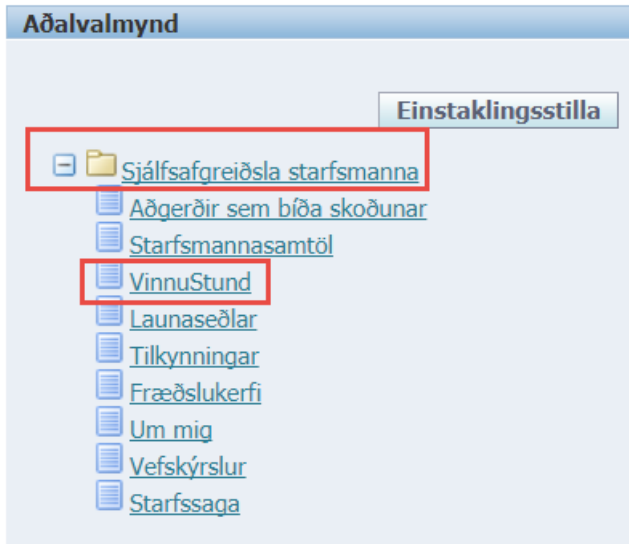 Aðalvalmynd
Einstaklingsstilla
Sjálfsafgreiðsla starfsmanna
Aðgerðir sem bíða skoðunar
Starfsmannasamtöl
VinnuStund
Launaseðlar
Tilkynningar
Fræðslukerfi
Um mig
Vefskýrslur
Starfssaga